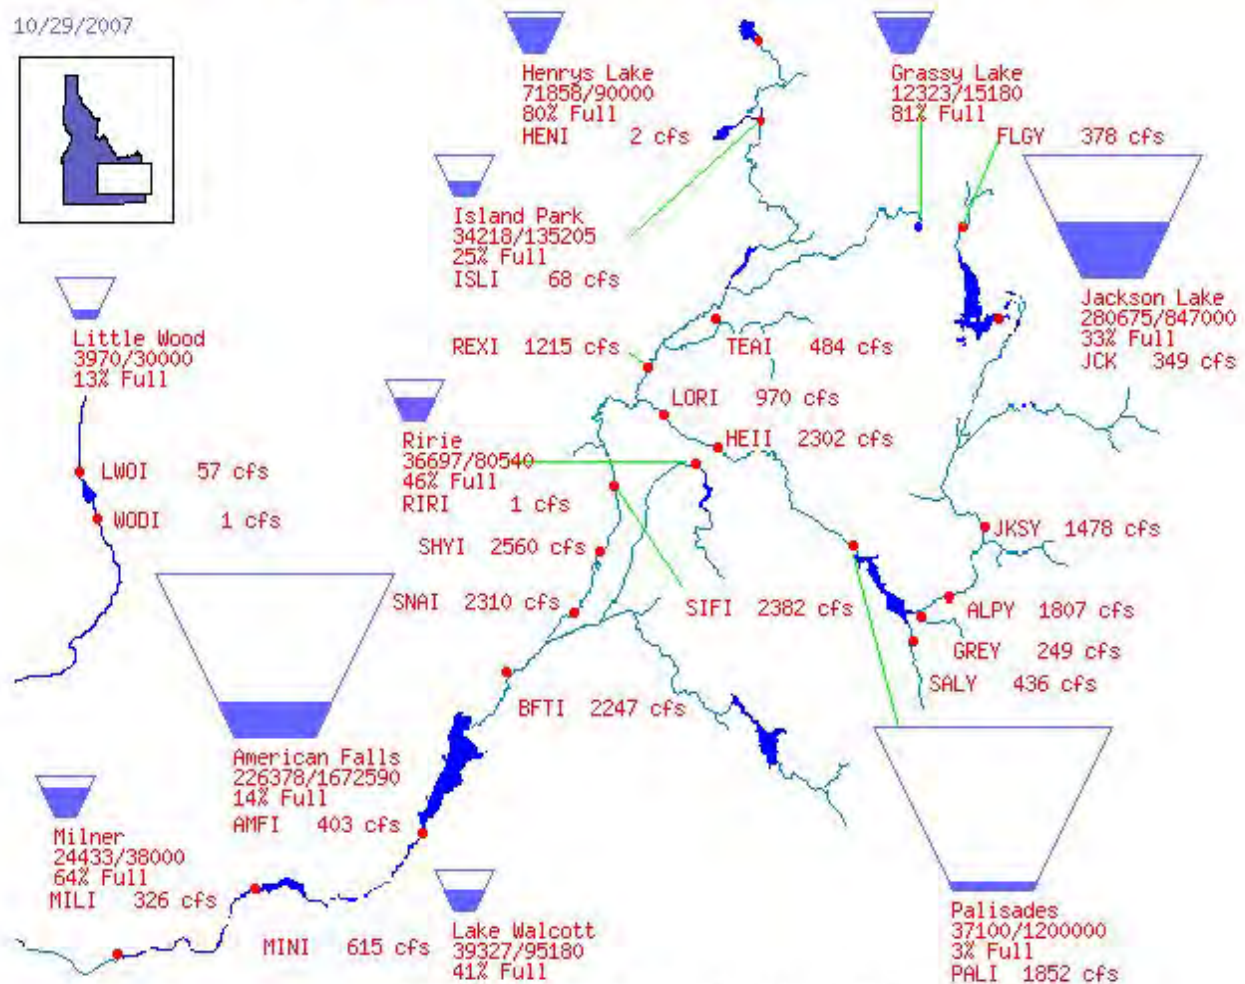 10/29/2007
Henrys Lake
71858/90000
80% Full
HENI 2 cfs
Grassy Lake
12323/15180
81% Full
FLGY 378 cfs
Island Park
34218/135205
25% Full
ISLI 68 cfs
Jackson Lake
280675/847000
33% Full
JCK 349 cfs
Little Wood
3970/30000
13% Full
REXI 1215 cfs
TEAI 484 cfs
LORI 970 cfs
HEII 2302 cfs
Ririe
36697/80540
46% Full
RIRI 1 cfs
LWOI 57 cfs
WODI 1 cfs
SHYI 2560 cfs
JKSY 1478 cfs
SNAI 2310 cfs
SIFI 2382 cfs
ALPY 1807 cfs
GREY 249 cfs
SALY 436 cfs
BFTI 2247 cfs
American Falls
226378/1672590
14% Full
AMFI 403 cfs
Milner
24433/38000
64% Full
MILI 326 cfs
MINI 615 cfs
Lake Walcott
39327/95180
41% Full
Palisades
37100/1200000
3% Full
PALI 1852 cfs